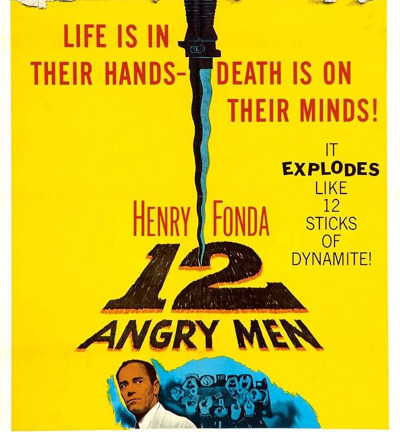 LIFE IS IN
THEIR HANDS- DEATH IS ON
THEIR MINDS!
IT
EXPLODES
LIKE
12
STICKS
OF
DYNAMITE!
HENRY FONDA
12
ANGRY MEN